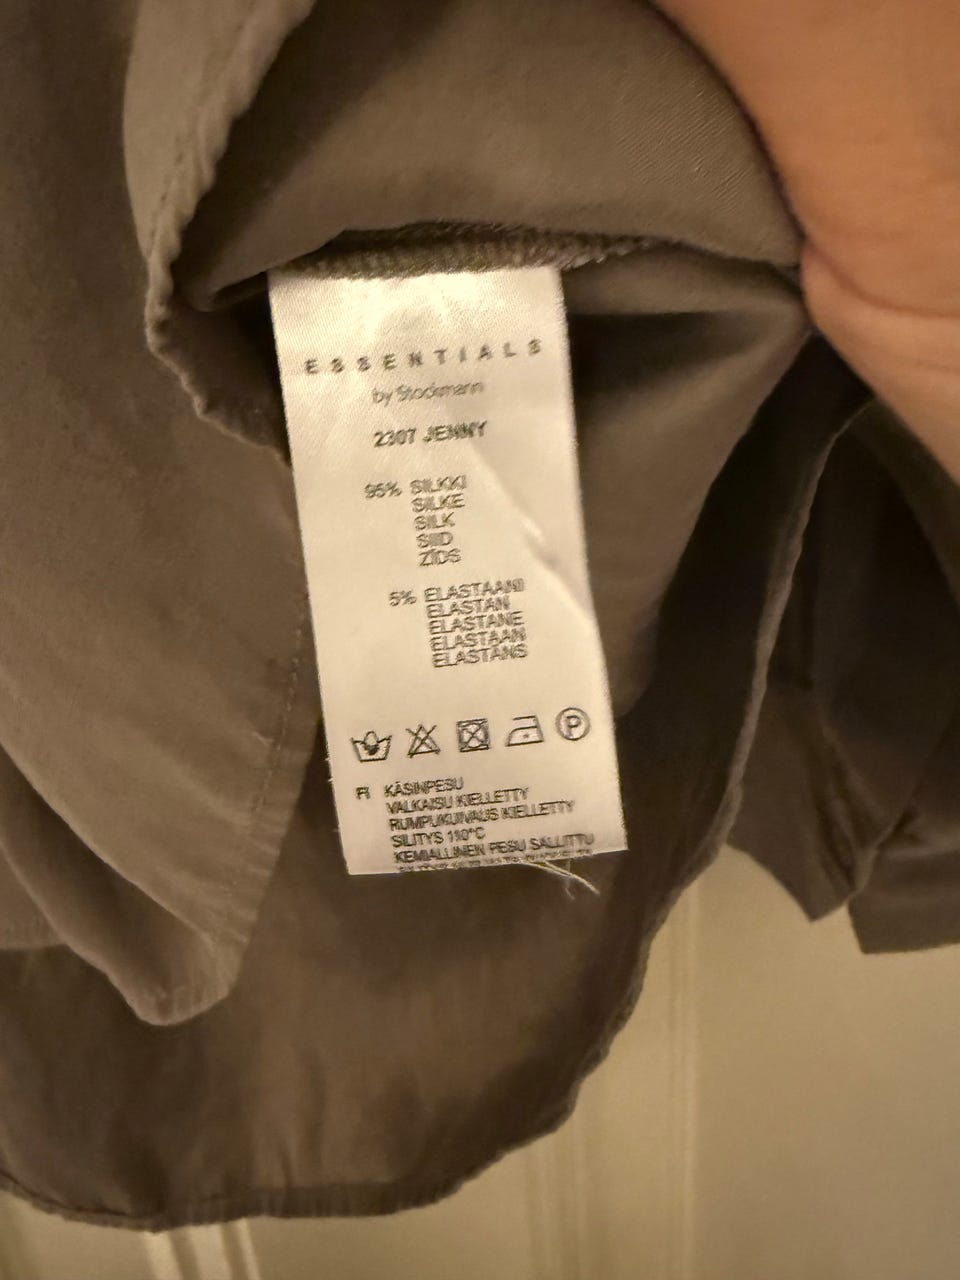 ESSENTIALS
by Stockmann
2307 JENNY
95% SILKKI
SILKE
SILK
SIID
ZĪDS
5% ELASTAANI
ELASTAN
ELASTANE
ELASTAAN
ELASTĀNS
P
FI KÄSINPESU
VALKAISU KIELLETTY
RUMPUKUIVAUS KIELLETTY
SILITYS 110°C
KEMIALLINEN PESU SALLITTU